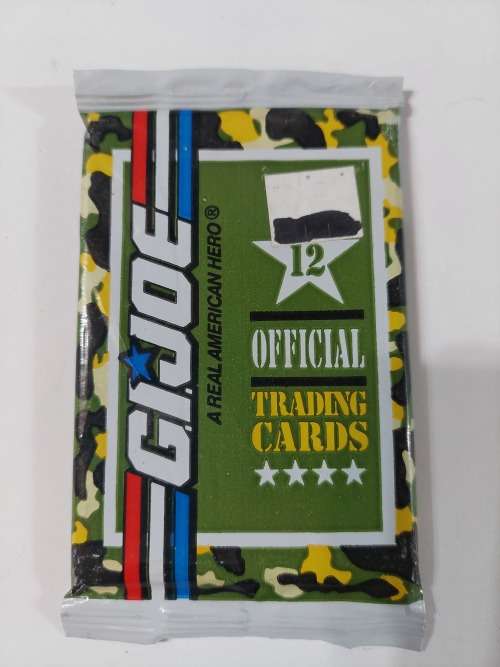 G.I.JOE
A REAL AMERICAN HERO®
12
OFFICIAL
TRADING
CARDS